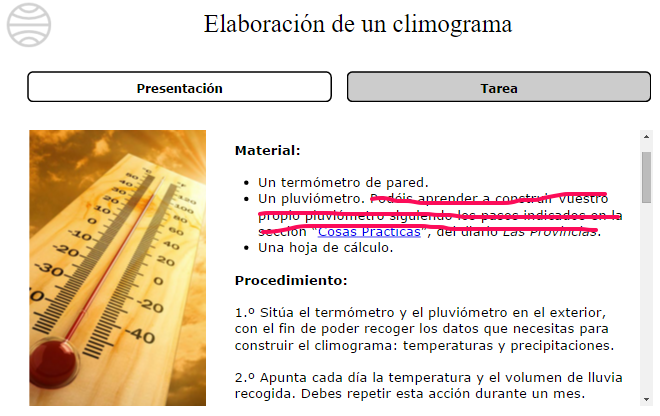 Elaboración de un climograma
Presentación
Tarea
Material:
Un termómetro de pared.
Un pluviómetro. Podéis aprender a construir vuestro
propio pluviómetro siguiendo los pasos indicados en la
sección "Cosas Prácticas", del diario Las Provincias.
Una hoja de cálculo.
Procedimiento:
1.º Sitúa el termómetro y el pluviómetro en el exterior,
con el fin de poder recoger los datos que necesitas para
construir el climograma: temperaturas y precipitaciones.
2.º Apunta cada día la temperatura y el volumen de lluvia
recogida. Debes repetir esta acción durante un mes.